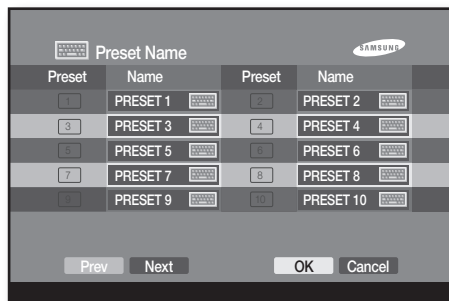 Preset Name
SAMSUNG
Preset Name Preset Name
1 PRESET 1 2 PRESET 2
3 PRESET 3 4 PRESET 4
5 PRESET 5 6 PRESET 6
7 PRESET 7 8 PRESET 8
9 PRESET 9 10 PRESET 10
Prev Next OK Cancel